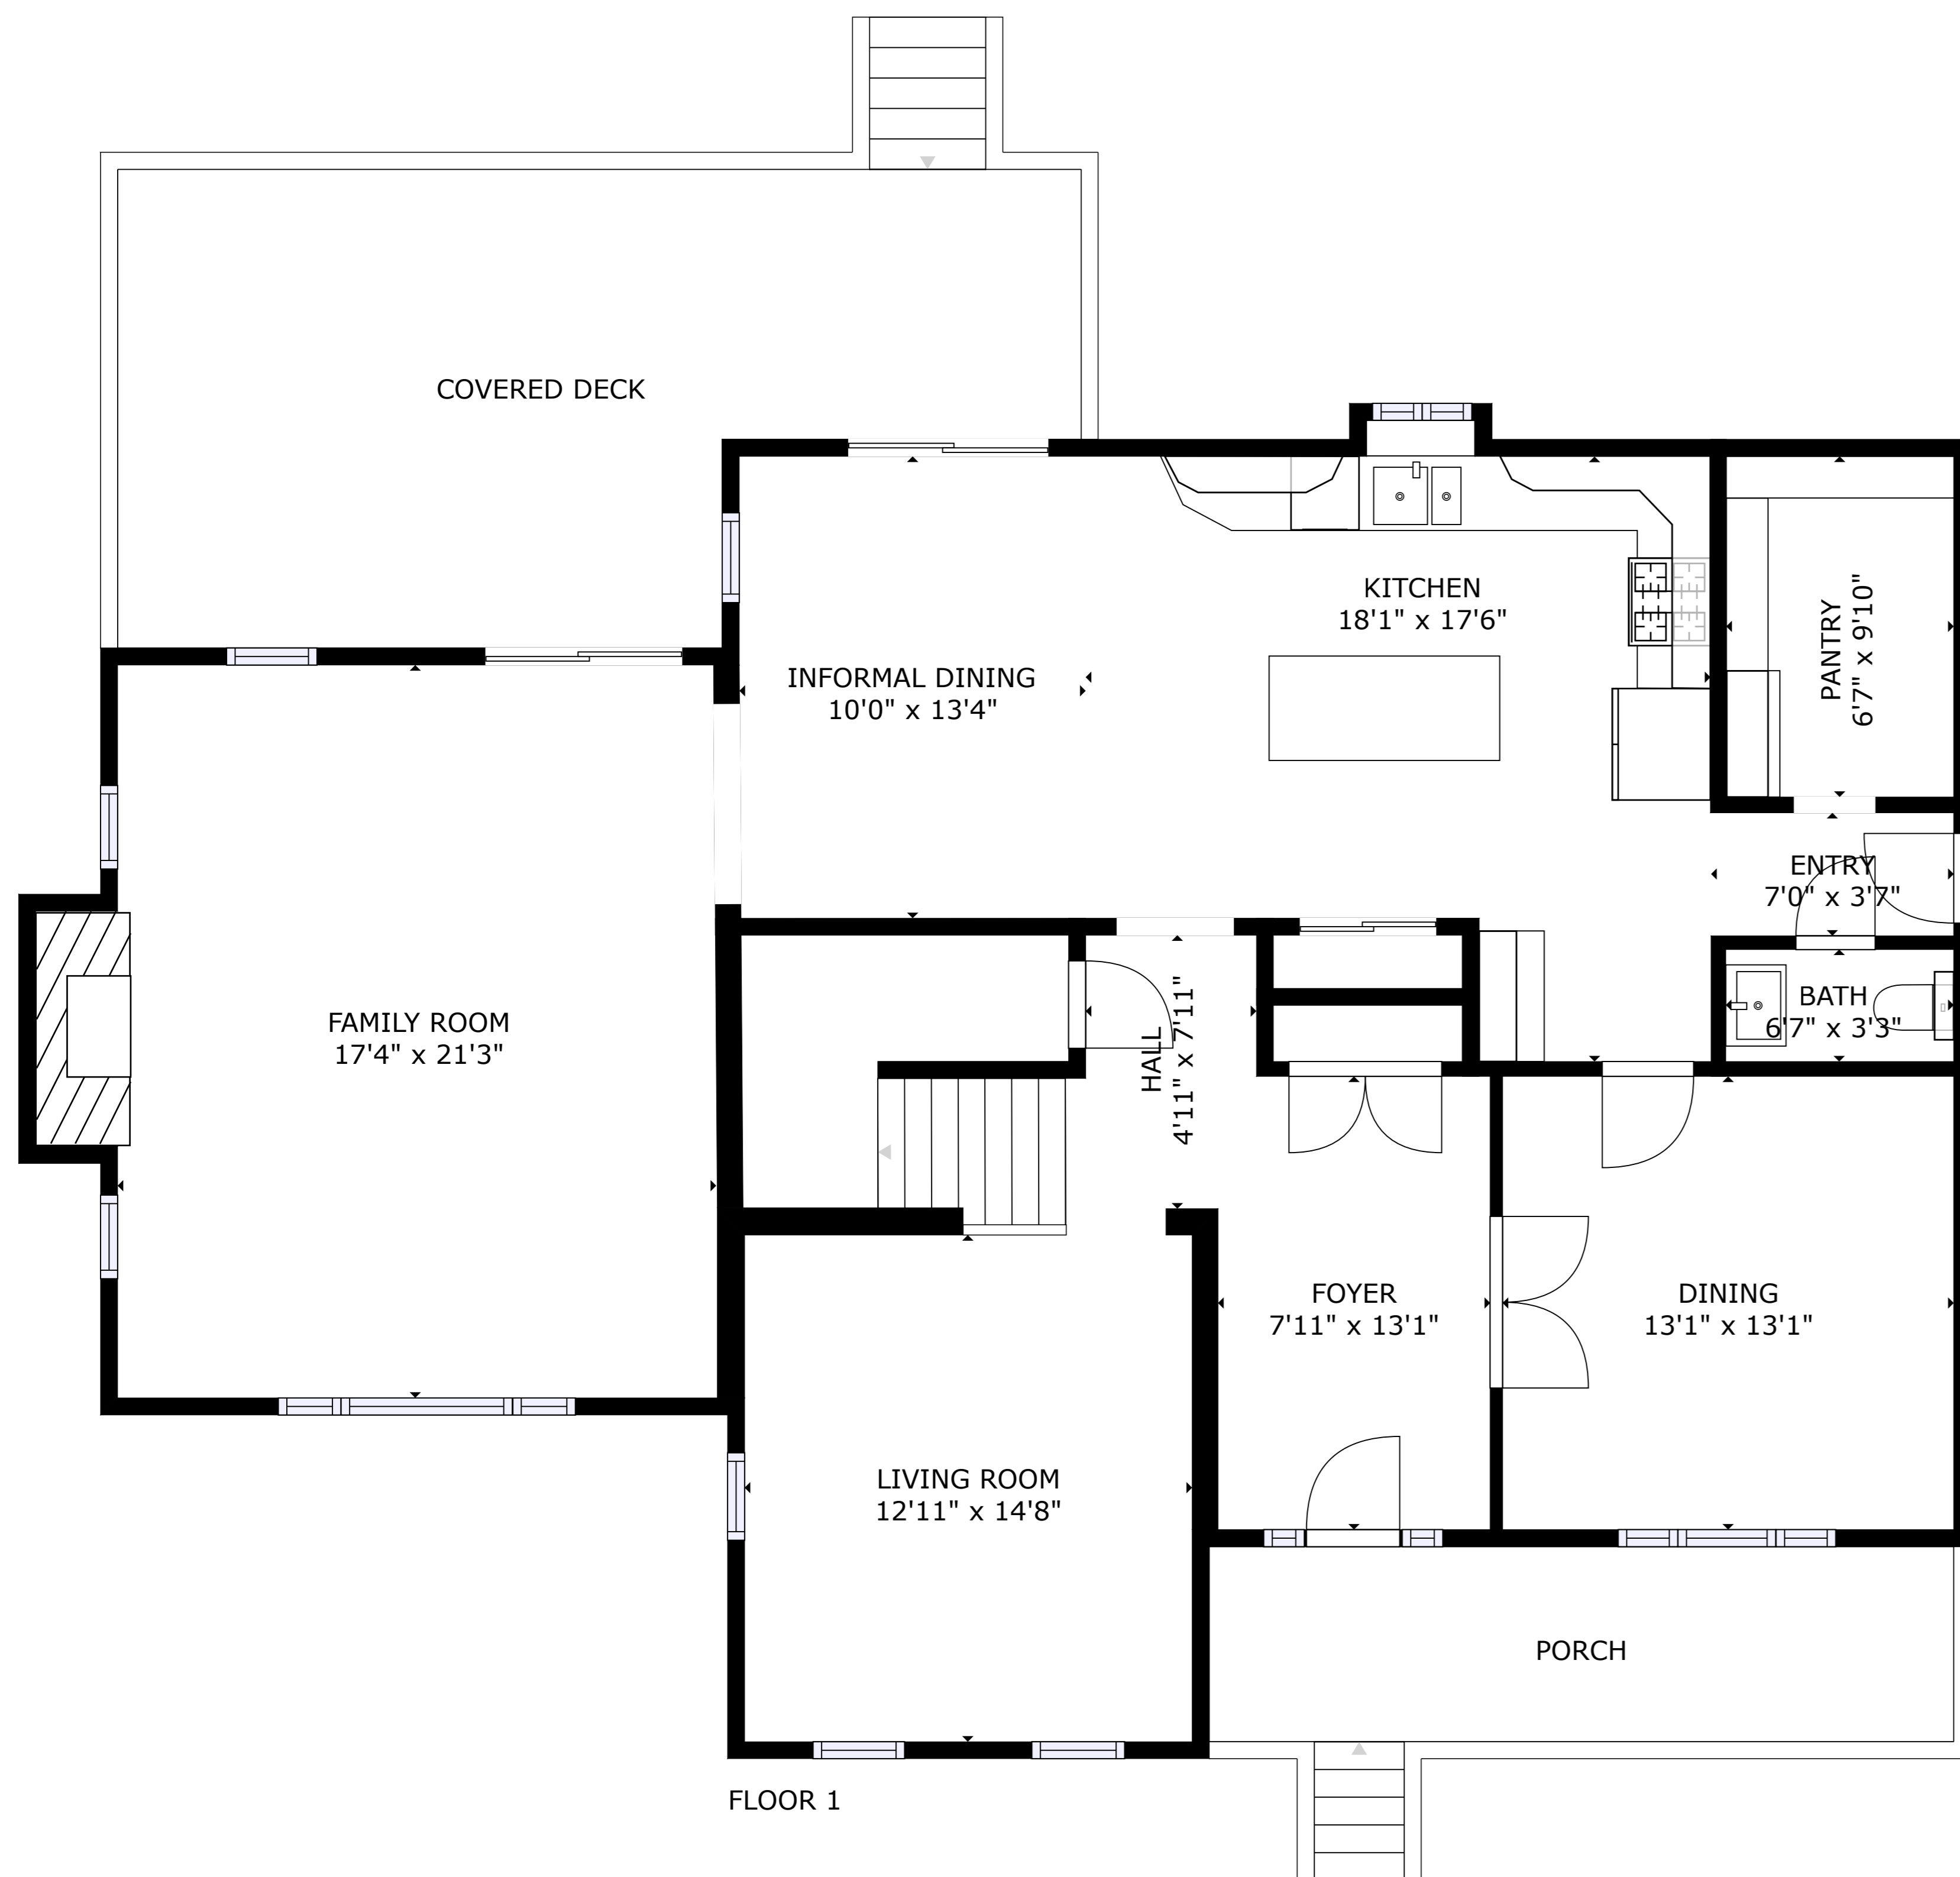 COVERED DECK
KITCHEN
18'1" x 17'6"
PANTRY
6'7" x 9'10"
INFORMAL DINING
10'0" x 13'4"
ENTRY
7'0" x 3'7"
BATH
6'7" x 3'3"
FAMILY ROOM
17'4" x 21'3"
HALL
4'11" x 7'11"
FOYER
7'11" x 13'1"
DINING
13'1" x 13'1"
LIVING ROOM
12'11" x 14'8"
PORCH
FLOOR 1